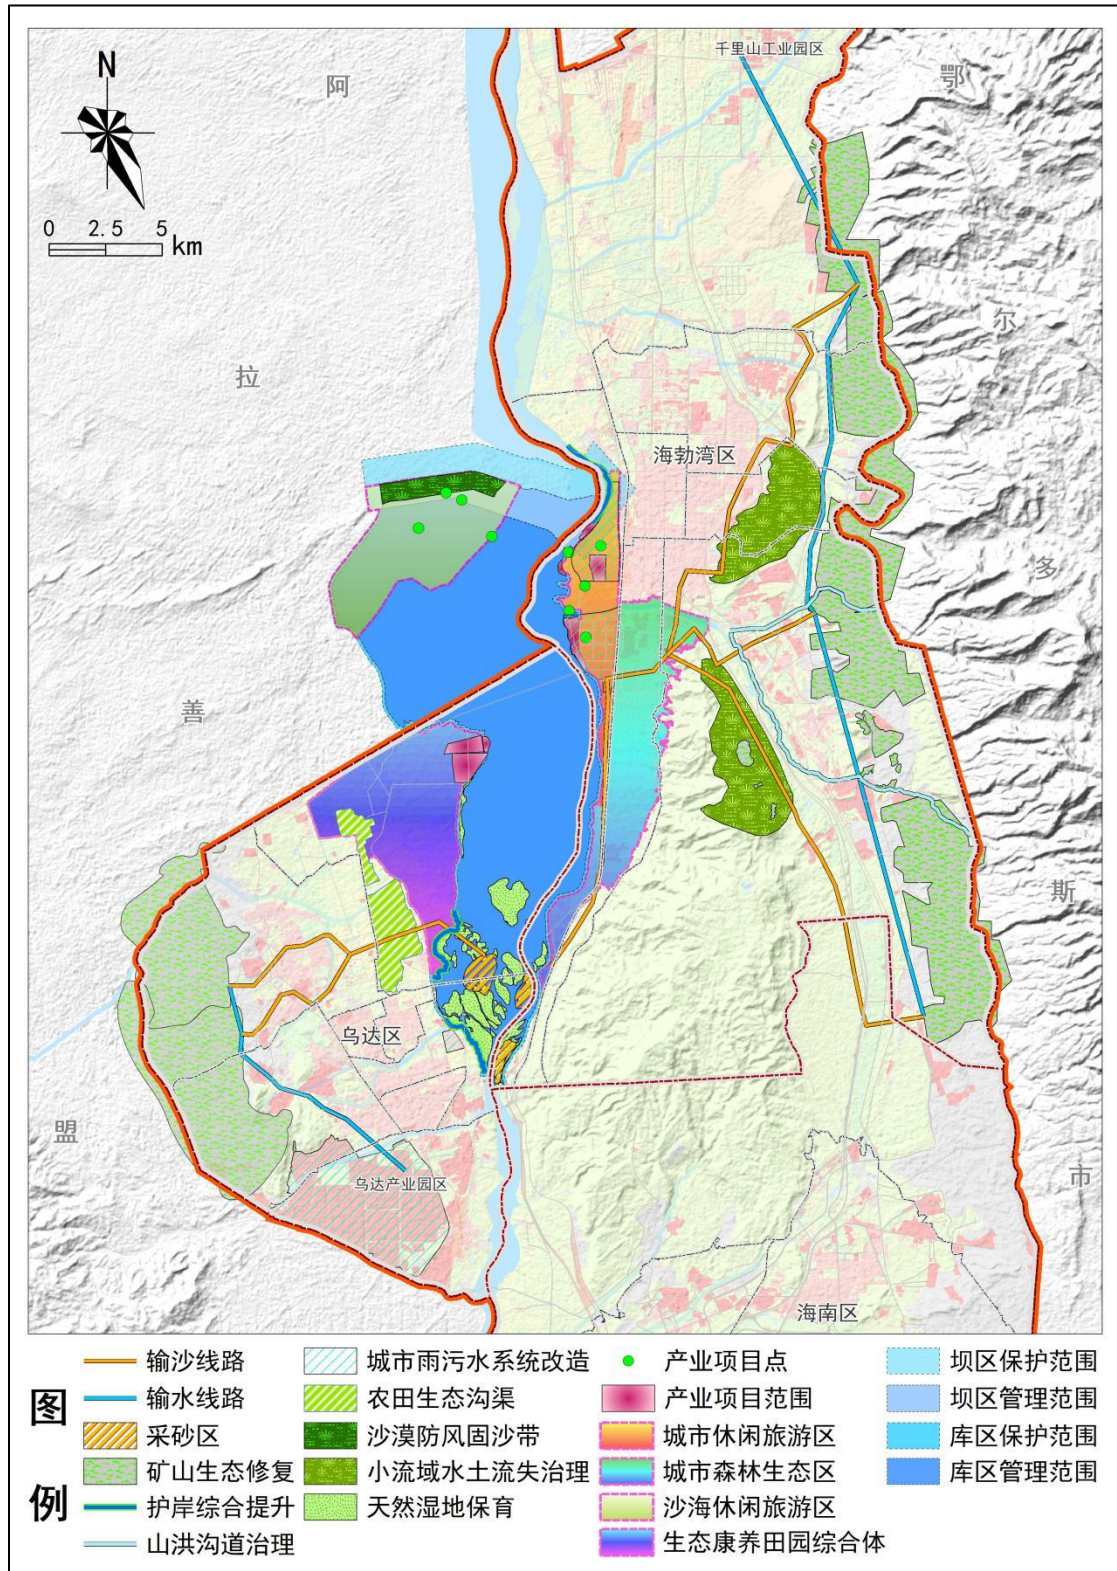 千里山工业园区
鄂
阿
N
0 2.5 5
km
尔
拉
海勃湾区
多
善
斯
乌达区
盟
乌达产业园区
市
海南区
图例
输沙线路
输水线路
采砂区
矿山生态修复
护岸综合提升
山洪沟道治理
城市雨污水系统改造
农田生态沟渠
沙漠防风固沙带
小流域水土流失治理
天然湿地保育
产业项目点
产业项目范围
城市休闲旅游区
城市森林生态区
沙海休闲旅游区
生态康养田园综合体
坝区保护范围
坝区管理范围
库区保护范围
库区管理范围